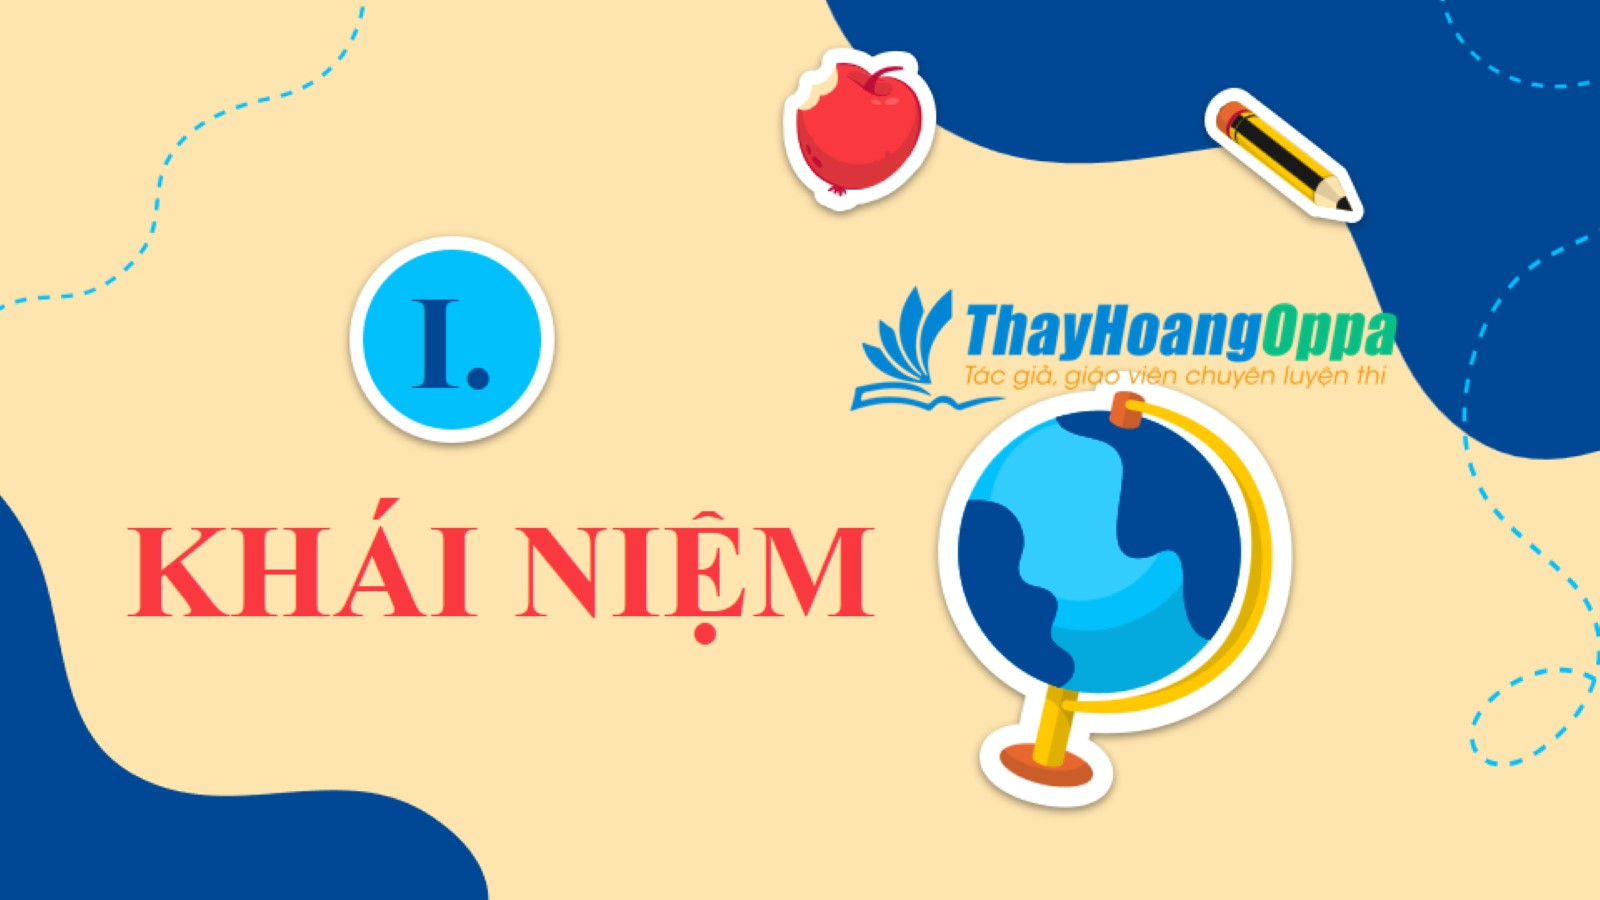 I.
KHÁI NIỆM
ThayHoangOppa
Tác giả, giáo viên chuyên luyện thi